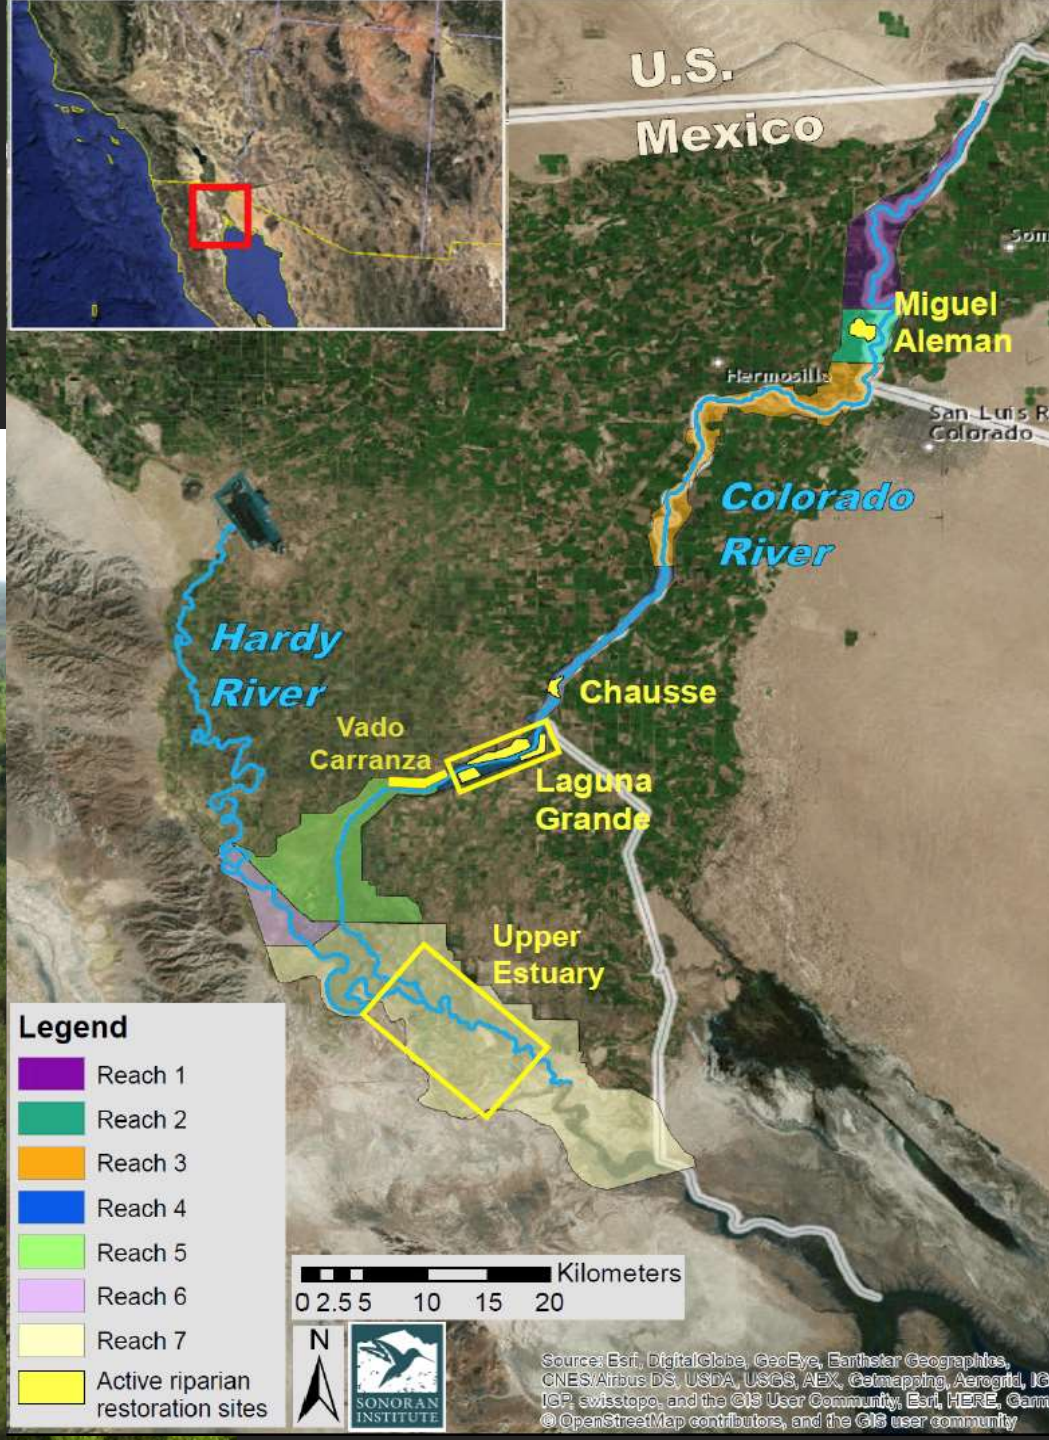 U.S.
Mexico
Som
Miguel
Aleman
Hermosillo
San Luis R
Colorado
Colorado
River
Hardy
River
Chausse
Vado
Carranza
Laguna
Grande
Upper
Estuary
Legend
Reach 1
Reach 2
Reach 3
Reach 4
Reach 5
Reach 6
Reach 7
Active riparian
restoration sites
Kilometers
0 2.5 5 10 15 20
N
SONORAN
INSTITUTE
Source: Esri, DigitalGlobe, GeoEye, Earthstar Geographics,
CNES/Airbus DS, USDA, USGS, AEX, Getmapping, Aerogrid, IG
IGP, swisstopo, and the GIS User Community, Esri, HERE, Garm
© OpenStreetMap contributors, and the GIS user community